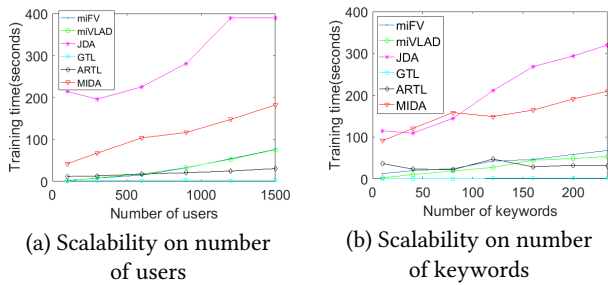 400
300
200
100
0
Training time(seconds)
miFV
miVLAD
JDA
GTL
ARTL
MIDA
0 500 1000 1500
Number of users
(a) Scalability on number
of users
400
300
200
100
0
Training time(seconds)
miFV
miVLAD
JDA
GTL
ARTL
MIDA
0 100 200
Number of keywords
(b) Scalability on number
of keywords